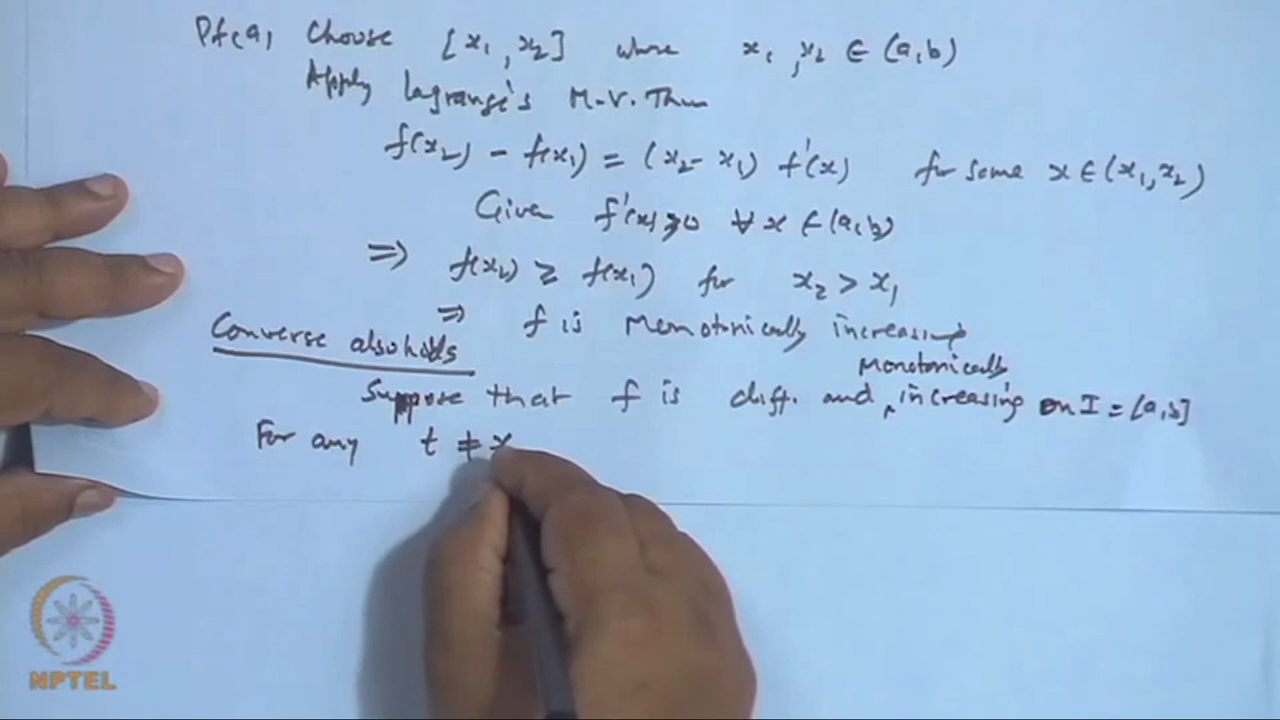 Pf (a) Choose [x₁, x₂] where x₁, x₂ ∈ (a,b)
Apply Lagrange's M.V. Thm
f(x₂) - f(x₁) = (x₂ - x₁) f'(x) for some x ∈ (x₁, x₂)
Given f'(x) ≥ 0 ∀ x ∈ (a,b)
⇒ f(x₂) ≥ f(x₁) for x₂ > x₁
⇒ f is monotonically increasing
Converse also holds
monotonically
Suppose that f is diff. and increasing on I = [a,b]
For any t ≠ x
NPTEL